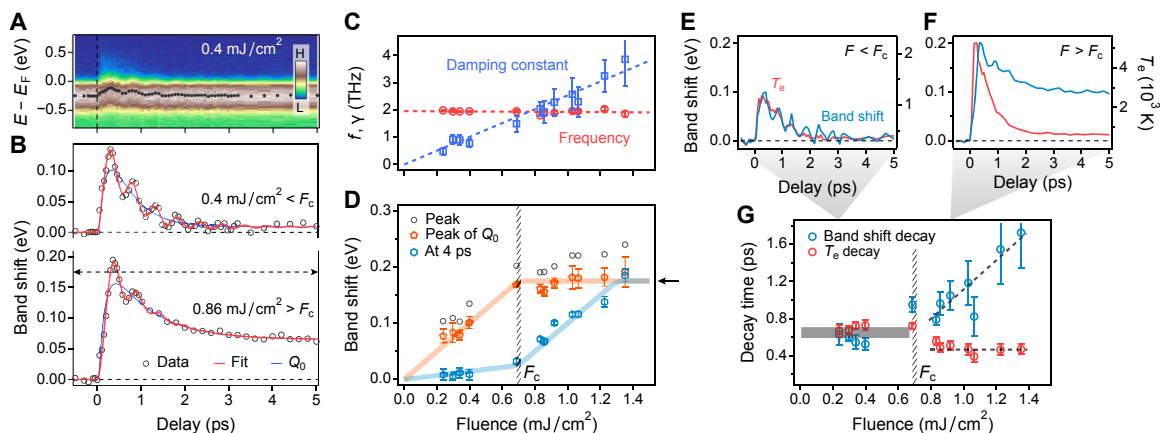 A
0.4 mJ/cm²
H
L
E − E_F (eV)
0.5
0.0
−0.5
0
1
2
3
4
5
B
0.4 mJ/cm² < F_c
0.10
0.05
0.00
0.86 mJ/cm² > F_c
0.20
0.15
0.10
0.05
0.00
Band shift (eV)
Data
Fit
Q₀
0
1
2
3
4
5
Delay (ps)
C
Damping constant
Frequency
f, γ (THz)
6
4
2
0
D
Peak
Peak of Q₀
At 4 ps
Band shift (eV)
0.3
0.2
0.1
0.0
F_c
0.0
0.2
0.4
0.6
0.8
1.0
1.2
1.4
Fluence (mJ/cm²)
E
F < F_c
T_e
Band shift
Band shift (eV)
0.2
0.1
0.0
2
1
0
1
2
3
4
5
Delay (ps)
F
F > F_c
0.2
0.1
0.0
4
2
T_e (10³ K)
0
1
2
3
4
5
Delay (ps)
G
Band shift decay
T_e decay
Decay time (ps)
1.6
1.2
0.8
0.4
F_c
0.0
0.4
0.8
1.2
1.6
Fluence (mJ/cm²)